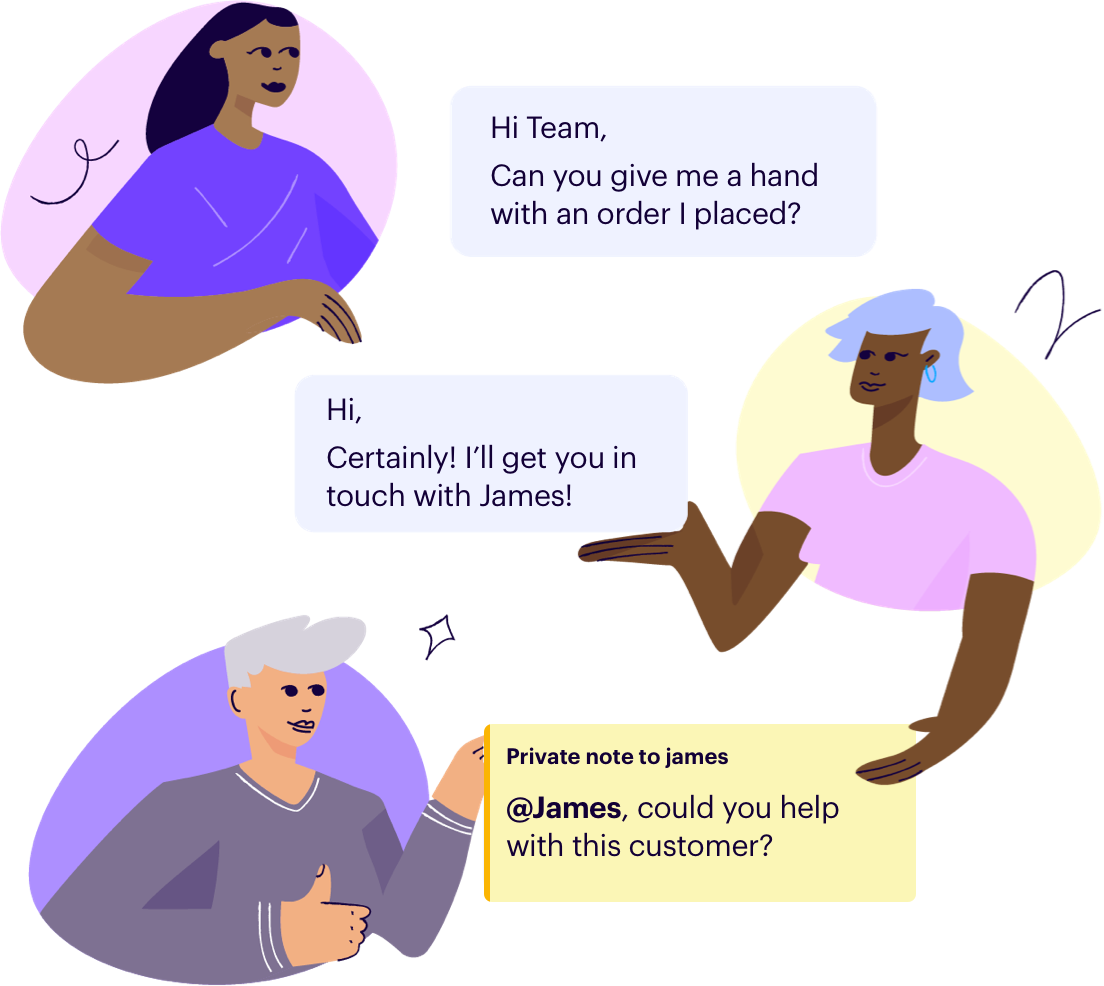 Hi Team,
Can you give me a hand
with an order I placed?
Hi,
Certainly! I’ll get you in
touch with James!
Private note to james
@James, could you help
with this customer?